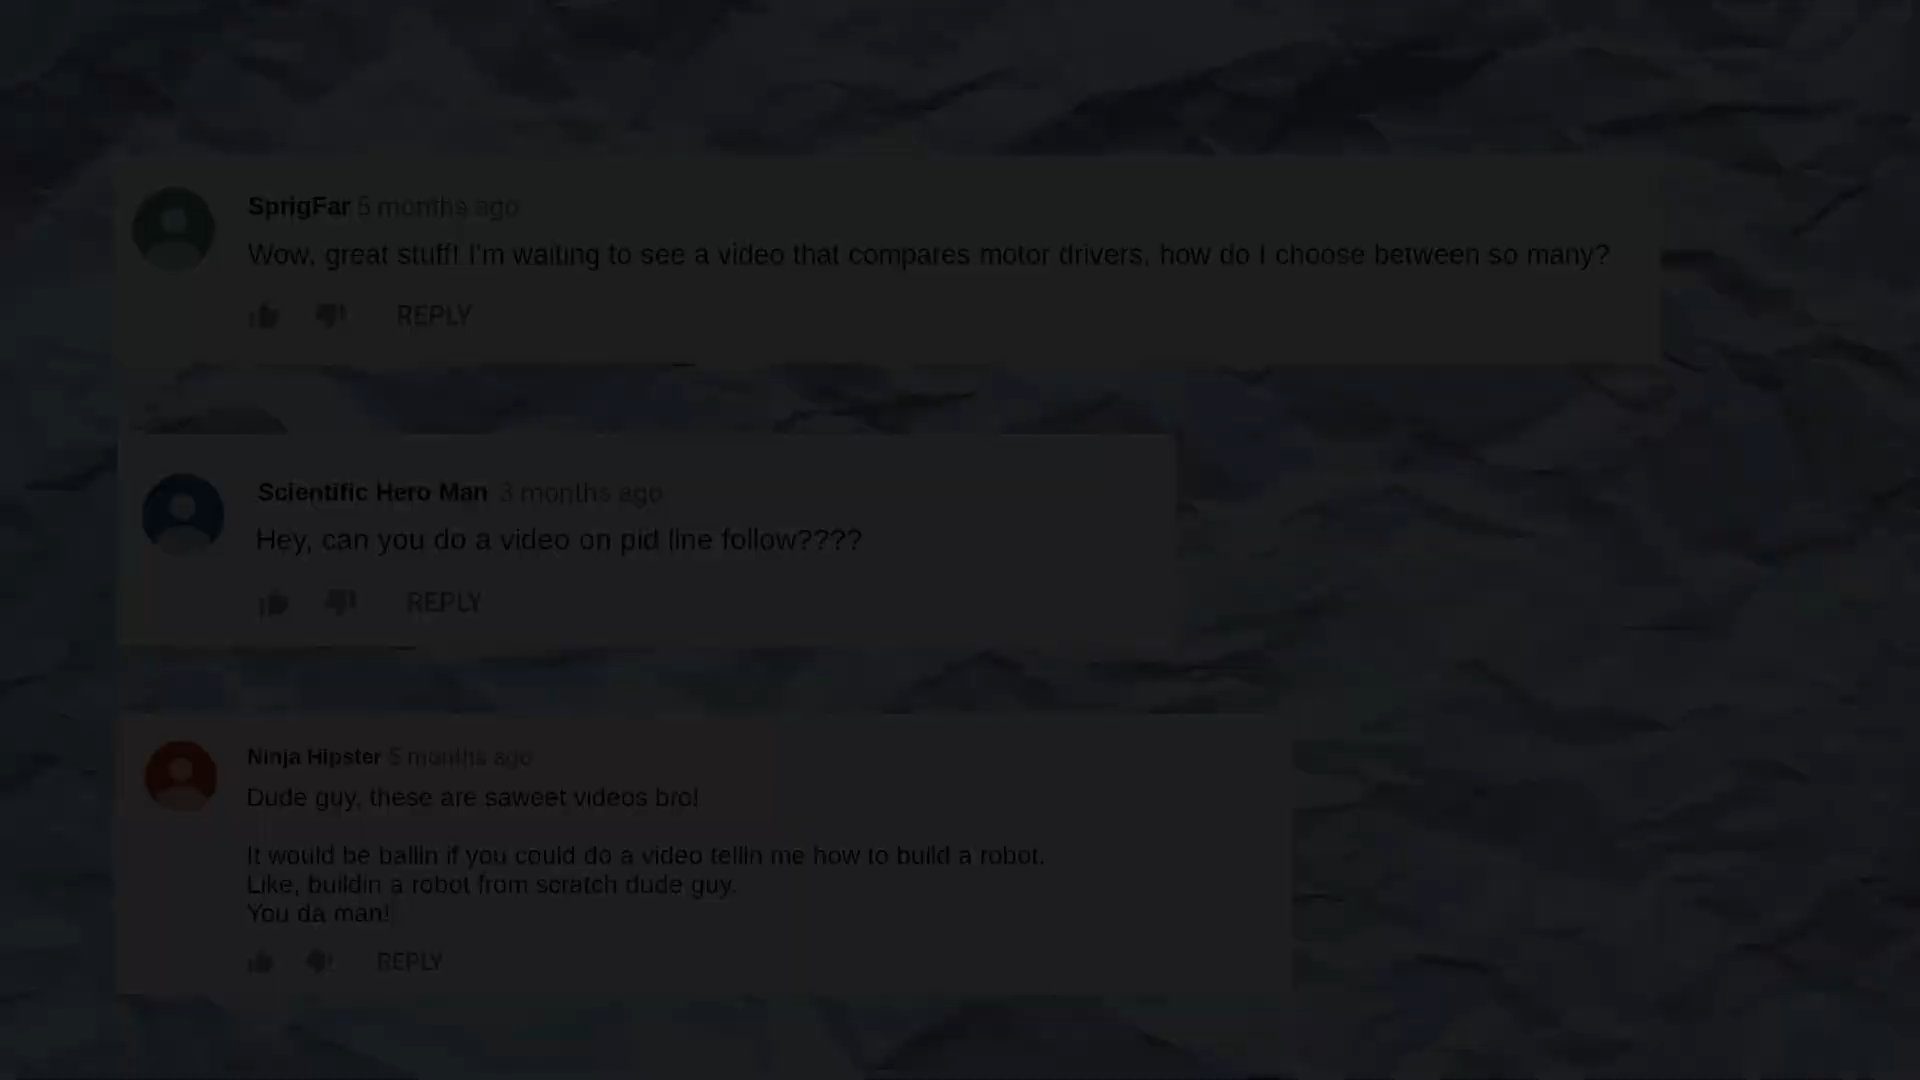 SprigFar 5 months ago
Wow, great stuff! I'm waiting to see a video that compares motor drivers, how do I choose between so many?
REPLY
Scientific Hero Man 3 months ago
Hey, can you do a video on pid line follow????
REPLY
Ninja Hipster 5 months ago
Dude guy, these are saweet videos bro!
It would be ballin if you could do a video tellin me how to build a robot.
Like, buildin a robot from scratch dude guy.
You da man!
REPLY